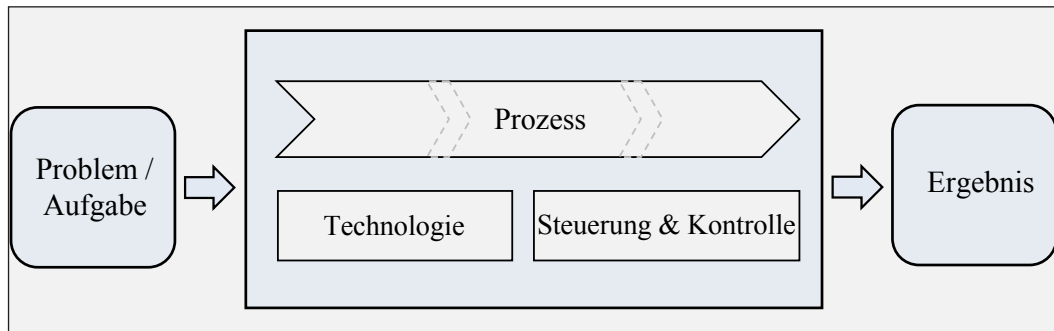 Problem /
Aufgabe
Prozess
Technologie
Steuerung & Kontrolle
Ergebnis